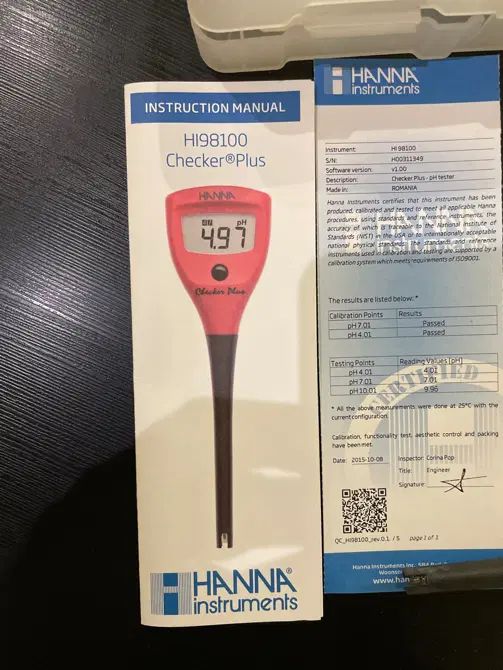 INSTRUCTION MANUAL
HI98100
Checker®Plus
HANNA
pH
4.97
Checker Plus
HANNA®
instruments
HANNA
instruments
Instrument: HI98100
S/N: H00311349
Software version: v1.00
Description: Checker Plus - pH tester
Made in: ROMANIA
Hanna Instruments certifies that this instrument has been
produced, calibrated and tested to meet all applicable Hanna
procedures, using standards and instruments, the
accuracy of which is traceable to the National Institute of
Standards (NIST) in the USA or to internationally acceptable
national physical standards. The standards and reference
instruments used in calibration and testing are supported by a
calibration system which meets requirements of ISO9001.
The results are listed below: *
Calibration Points Results
pH 7.01 Passed
pH 4.01 Passed
Testing Points Reading Values [pH]
pH 4.01 4.01
pH 7.01 7.01
pH 10.01 9.96
CERTIFIED
* All the above measurements were done at 25°C with the
current configuration.
Calibration, functionality test, aesthetic control and packing
have been met.
Date: 2015-10-08 Inspector: Corina Pop
Title: Engineer
Signature:
QC_HI98100_rev.0.1. / 5 page 1 of 1
Hanna Instruments Inc., 584 Park
Woonsoc
www.han